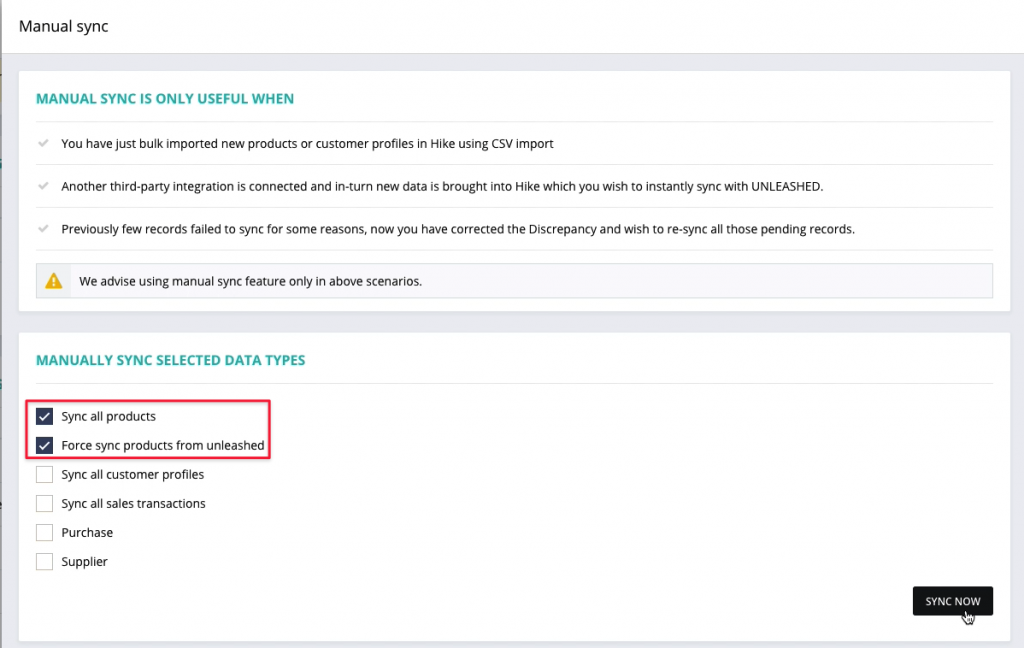 Manual sync
MANUAL SYNC IS ONLY USEFUL WHEN
You have just bulk imported new products or customer profiles in Hike using CSV import
Another third-party integration is connected and in-turn new data is brought into Hike which you wish to instantly sync with UNLEASHED.
Previously few records failed to sync for some reasons, now you have corrected the Discrepancy and wish to re-sync all those pending records.
We advise using manual sync feature only in above scenarios.
MANUALLY SYNC SELECTED DATA TYPES
Sync all products
Force sync products from unleashed
Sync all customer profiles
Sync all sales transactions
Purchase
Supplier
SYNC NOW